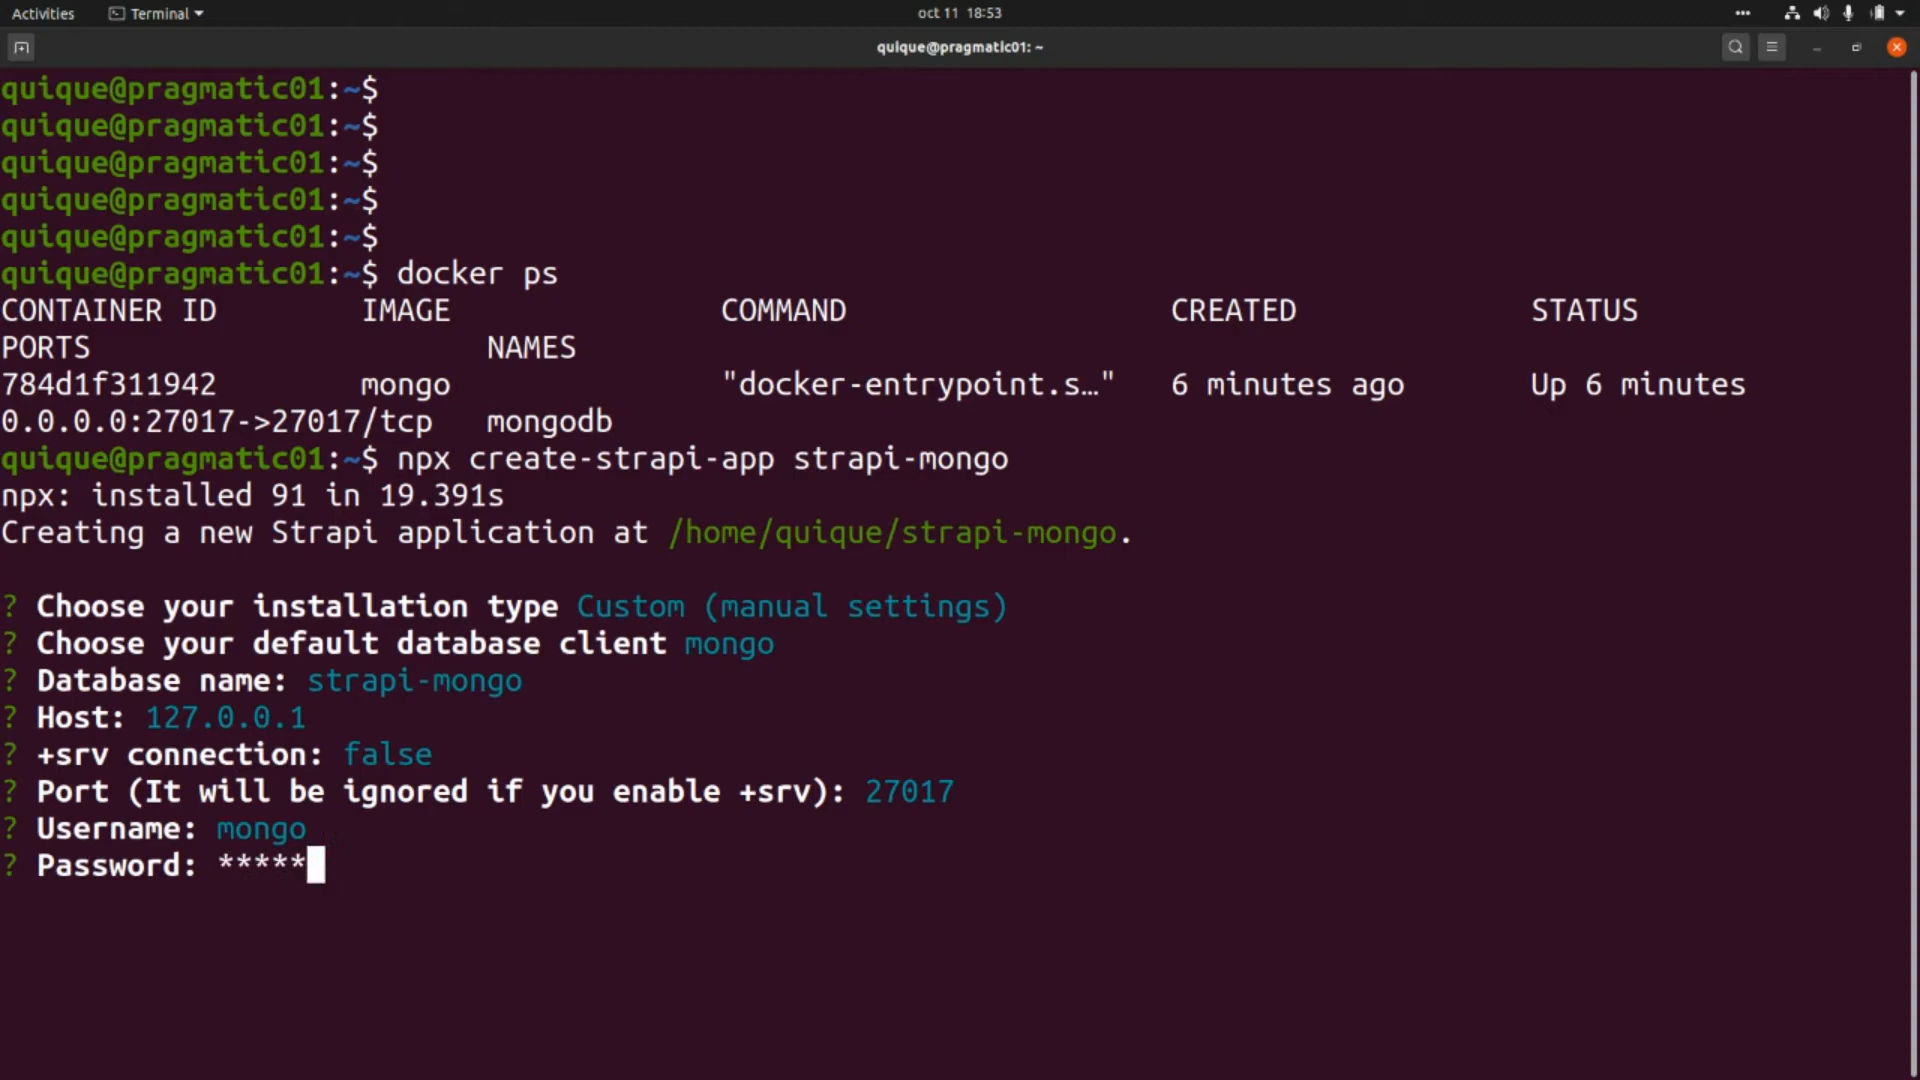 Activities Terminal oct 11 18:53
quique@pragmatic01: ~
quique@pragmatic01:~$
quique@pragmatic01:~$
quique@pragmatic01:~$
quique@pragmatic01:~$
quique@pragmatic01:~$
quique@pragmatic01:~$ docker ps
CONTAINER ID IMAGE COMMAND CREATED STATUS
PORTS NAMES
784d1f311942 mongo "docker-entrypoint.s…" 6 minutes ago Up 6 minutes
0.0.0.0:27017->27017/tcp mongodb
quique@pragmatic01:~$ npx create-strapi-app strapi-mongo
npx: installed 91 in 19.391s
Creating a new Strapi application at /home/quique/strapi-mongo.
? Choose your installation type Custom (manual settings)
? Choose your default database client mongo
? Database name: strapi-mongo
? Host: 127.0.0.1
? +srv connection: false
? Port (It will be ignored if you enable +srv): 27017
? Username: mongo
? Password: *****